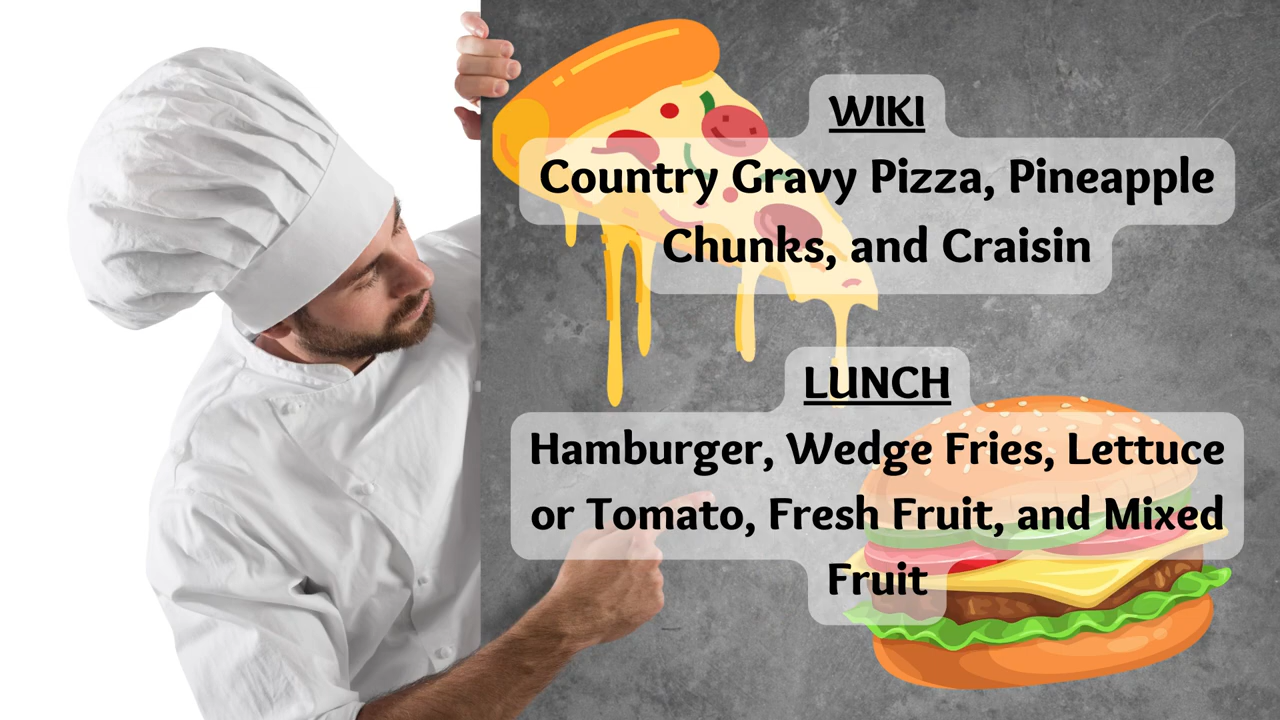 WIKI
Country Gravy Pizza, Pineapple
Chunks, and Craisin
LUNCH
Hamburger, Wedge Fries, Lettuce
or Tomato, Fresh Fruit, and Mixed
Fruit